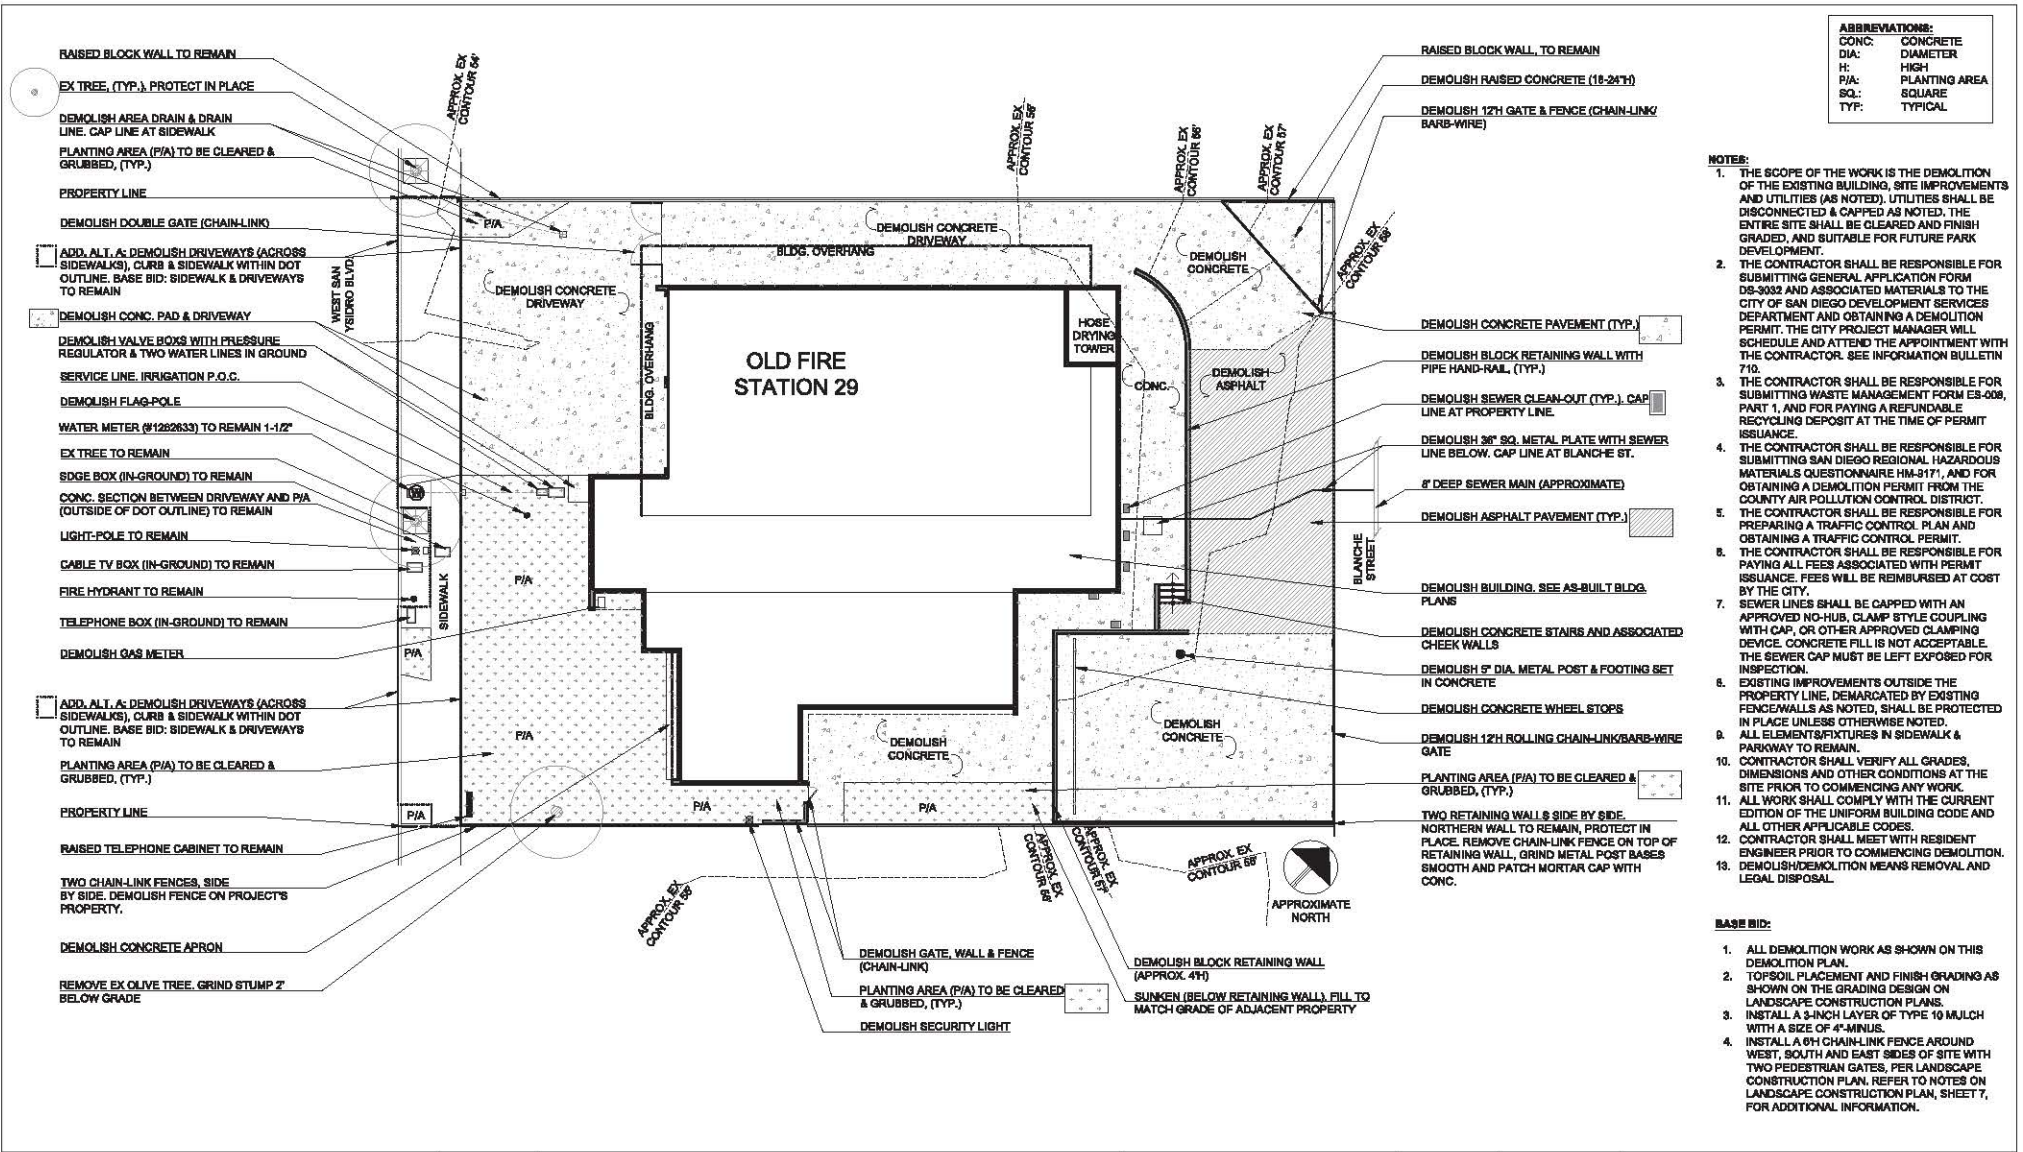 RAISED BLOCK WALL TO REMAIN
EX TREE, (TYP.), PROTECT IN PLACE
DEMOLISH AREA DRAIN & DRAIN
LINE. CAP LINE AT SIDEWALK
PLANTING AREA (P/A) TO BE CLEARED &
GRUBBED, (TYP.)
PROPERTY LINE
DEMOLISH DOUBLE GATE (CHAIN-LINK)
ADD. ALT. A: DEMOLISH DRIVEWAYS (ACROSS
SIDEWALKS), CURB & SIDEWALK WITHIN DOT
OUTLINE. BASE BID: SIDEWALK & DRIVEWAYS
TO REMAIN
DEMOLISH CONC. PAD & DRIVEWAY
DEMOLISH VALVE BOXS WITH PRESSURE
REGULATOR & TWO WATER LINES IN GROUND
SERVICE LINE. IRRIGATION P.O.C.
DEMOLISH FLAG-POLE
WATER METER (#1262633) TO REMAIN 1-1/2"
EX TREE TO REMAIN
SDGE BOX (IN-GROUND) TO REMAIN
CONC. SECTION BETWEEN DRIVEWAY AND P/A
(OUTSIDE OF DOT OUTLINE) TO REMAIN
LIGHT-POLE TO REMAIN
CABLE TV BOX (IN-GROUND) TO REMAIN
FIRE HYDRANT TO REMAIN
TELEPHONE BOX (IN-GROUND) TO REMAIN
DEMOLISH GAS METER
ADD. ALT. A: DEMOLISH DRIVEWAYS (ACROSS
SIDEWALKS), CURB & SIDEWALK WITHIN DOT
OUTLINE. BASE BID: SIDEWALK & DRIVEWAYS
TO REMAIN
PLANTING AREA (P/A) TO BE CLEARED &
GRUBBED, (TYP.)
PROPERTY LINE
RAISED TELEPHONE CABINET TO REMAIN
TWO CHAIN-LINK FENCES, SIDE
BY SIDE. DEMOLISH FENCE ON PROJECT'S
PROPERTY.
DEMOLISH CONCRETE APRON
REMOVE EX OLIVE TREE. GRIND STUMP 2'
BELOW GRADE
APPROX. EX
CONTOUR 54'
APPROX. EX
CONTOUR 56'
APPROX. EX
CONTOUR 66'
APPROX. EX
CONTOUR 57'
APPROX. EX
CONTOUR 58'
WEST SAN
YSIDRO BLVD.
P/A
DEMOLISH CONCRETE
DRIVEWAY
BLDG. OVERHANG
DEMOLISH CONCRETE
DRIVEWAY
BLDG. OVERHANG
DEMOLISH
CONCRETE
HOSE
DRYING
TOWER
OLD FIRE
STATION 29
CONC.
DEMOLISH
ASPHALT
BLANCHE
STREET
SIDEWALK
P/A
P/A
P/A
P/A
P/A
P/A
DEMOLISH
CONCRETE
DEMOLISH
CONCRETE
APPROX. EX
CONTOUR 55'
APPROX. EX
CONTOUR 56'
APPROX. EX
CONTOUR 57'
APPROX. EX
CONTOUR 58'
APPROXIMATE
NORTH
DEMOLISH GATE, WALL & FENCE
(CHAIN-LINK)
PLANTING AREA (P/A) TO BE CLEARED
& GRUBBED, (TYP.)
DEMOLISH SECURITY LIGHT
DEMOLISH BLOCK RETAINING WALL
(APPROX. 4'H)
SUNKEN (BELOW RETAINING WALL). FILL TO
MATCH GRADE OF ADJACENT PROPERTY
RAISED BLOCK WALL, TO REMAIN
DEMOLISH RAISED CONCRETE (18-24"H)
DEMOLISH 12'H GATE & FENCE (CHAIN-LINK/
BARB-WIRE)
DEMOLISH CONCRETE PAVEMENT (TYP.)
DEMOLISH BLOCK RETAINING WALL WITH
PIPE HAND-RAIL, (TYP.)
DEMOLISH SEWER CLEAN-OUT (TYP.). CAP
LINE AT PROPERTY LINE.
DEMOLISH 36" SQ. METAL PLATE WITH SEWER
LINE BELOW. CAP LINE AT BLANCHE ST.
8' DEEP SEWER MAIN (APPROXIMATE)
DEMOLISH ASPHALT PAVEMENT (TYP.)
DEMOLISH BUILDING. SEE AS-BUILT BLDG.
PLANS
DEMOLISH CONCRETE STAIRS AND ASSOCIATED
CHEEK WALLS
DEMOLISH 5" DIA. METAL POST & FOOTING SET
IN CONCRETE
DEMOLISH CONCRETE WHEEL STOPS
DEMOLISH 12'H ROLLING CHAIN-LINK/BARB-WIRE
GATE
PLANTING AREA (P/A) TO BE CLEARED &
GRUBBED, (TYP.)
TWO RETAINING WALLS SIDE BY SIDE.
NORTHERN WALL TO REMAIN, PROTECT IN
PLACE. REMOVE CHAIN-LINK FENCE ON TOP OF
RETAINING WALL, GRIND METAL POST BASES
SMOOTH AND PATCH MORTAR CAP WITH
CONC.
ABBREVIATIONS:
CONC: CONCRETE
DIA: DIAMETER
H: HIGH
P/A: PLANTING AREA
SQ.: SQUARE
TYP: TYPICAL
NOTES:
1. THE SCOPE OF THE WORK IS THE DEMOLITION
OF THE EXISTING BUILDING, SITE IMPROVEMENTS
AND UTILITIES (AS NOTED). UTILITIES SHALL BE
DISCONNECTED & CAPPED AS NOTED. THE
ENTIRE SITE SHALL BE CLEARED AND FINISH
GRADED, AND SUITABLE FOR FUTURE PARK
DEVELOPMENT.
2. THE CONTRACTOR SHALL BE RESPONSIBLE FOR
SUBMITTING GENERAL APPLICATION FORM
DS-3032 AND ASSOCIATED MATERIALS TO THE
CITY OF SAN DIEGO DEVELOPMENT SERVICES
DEPARTMENT AND OBTAINING A DEMOLITION
PERMIT. THE CITY PROJECT MANAGER WILL
SCHEDULE AND ATTEND THE APPOINTMENT WITH
THE CONTRACTOR. SEE INFORMATION BULLETIN
710.
3. THE CONTRACTOR SHALL BE RESPONSIBLE FOR
SUBMITTING WASTE MANAGEMENT FORM ES-008,
PART 1, AND FOR PAYING A REFUNDABLE
RECYCLING DEPOSIT AT THE TIME OF PERMIT
ISSUANCE.
4. THE CONTRACTOR SHALL BE RESPONSIBLE FOR
SUBMITTING SAN DIEGO REGIONAL HAZARDOUS
MATERIALS QUESTIONNAIRE HM-9171, AND FOR
OBTAINING A DEMOLITION PERMIT FROM THE
COUNTY AIR POLLUTION CONTROL DISTRICT.
5. THE CONTRACTOR SHALL BE RESPONSIBLE FOR
PREPARING A TRAFFIC CONTROL PLAN AND
OBTAINING A TRAFFIC CONTROL PERMIT.
6. THE CONTRACTOR SHALL BE RESPONSIBLE FOR
PAYING ALL FEES ASSOCIATED WITH PERMIT
ISSUANCE. FEES WILL BE REIMBURSED AT COST
BY THE CITY.
7. SEWER LINES SHALL BE CAPPED WITH AN
APPROVED NO-HUB, CLAMP STYLE COUPLING
WITH CAP, OR OTHER APPROVED CLAMPING
DEVICE. CONCRETE FILL IS NOT ACCEPTABLE.
THE SEWER CAP MUST BE LEFT EXPOSED FOR
INSPECTION.
8. EXISTING IMPROVEMENTS OUTSIDE THE
PROPERTY LINE, DEMARCATED BY EXISTING
FENCE/WALLS AS NOTED, SHALL BE PROTECTED
IN PLACE UNLESS OTHERWISE NOTED.
9. ALL ELEMENTS/FIXTURES IN SIDEWALK &
PARKWAY TO REMAIN.
10. CONTRACTOR SHALL VERIFY ALL GRADES,
DIMENSIONS AND OTHER CONDITIONS AT THE
SITE PRIOR TO COMMENCING ANY WORK.
11. ALL WORK SHALL COMPLY WITH THE CURRENT
EDITION OF THE UNIFORM BUILDING CODE AND
ALL OTHER APPLICABLE CODES.
12. CONTRACTOR SHALL MEET WITH RESIDENT
ENGINEER PRIOR TO COMMENCING DEMOLITION.
13. DEMOLISH/DEMOLITION MEANS REMOVAL AND
LEGAL DISPOSAL
BASE BID:
1. ALL DEMOLITION WORK AS SHOWN ON THIS
DEMOLITION PLAN.
2. TOPSOIL PLACEMENT AND FINISH GRADING AS
SHOWN ON THE GRADING DESIGN ON
LANDSCAPE CONSTRUCTION PLANS.
3. INSTALL A 3-INCH LAYER OF TYPE 10 MULCH
WITH A SIZE OF 4"-MINUS.
4. INSTALL A 6'H CHAIN-LINK FENCE AROUND
WEST, SOUTH AND EAST SIDES OF SITE WITH
TWO PEDESTRIAN GATES, PER LANDSCAPE
CONSTRUCTION PLAN. REFER TO NOTES ON
LANDSCAPE CONSTRUCTION PLAN, SHEET 7,
FOR ADDITIONAL INFORMATION.